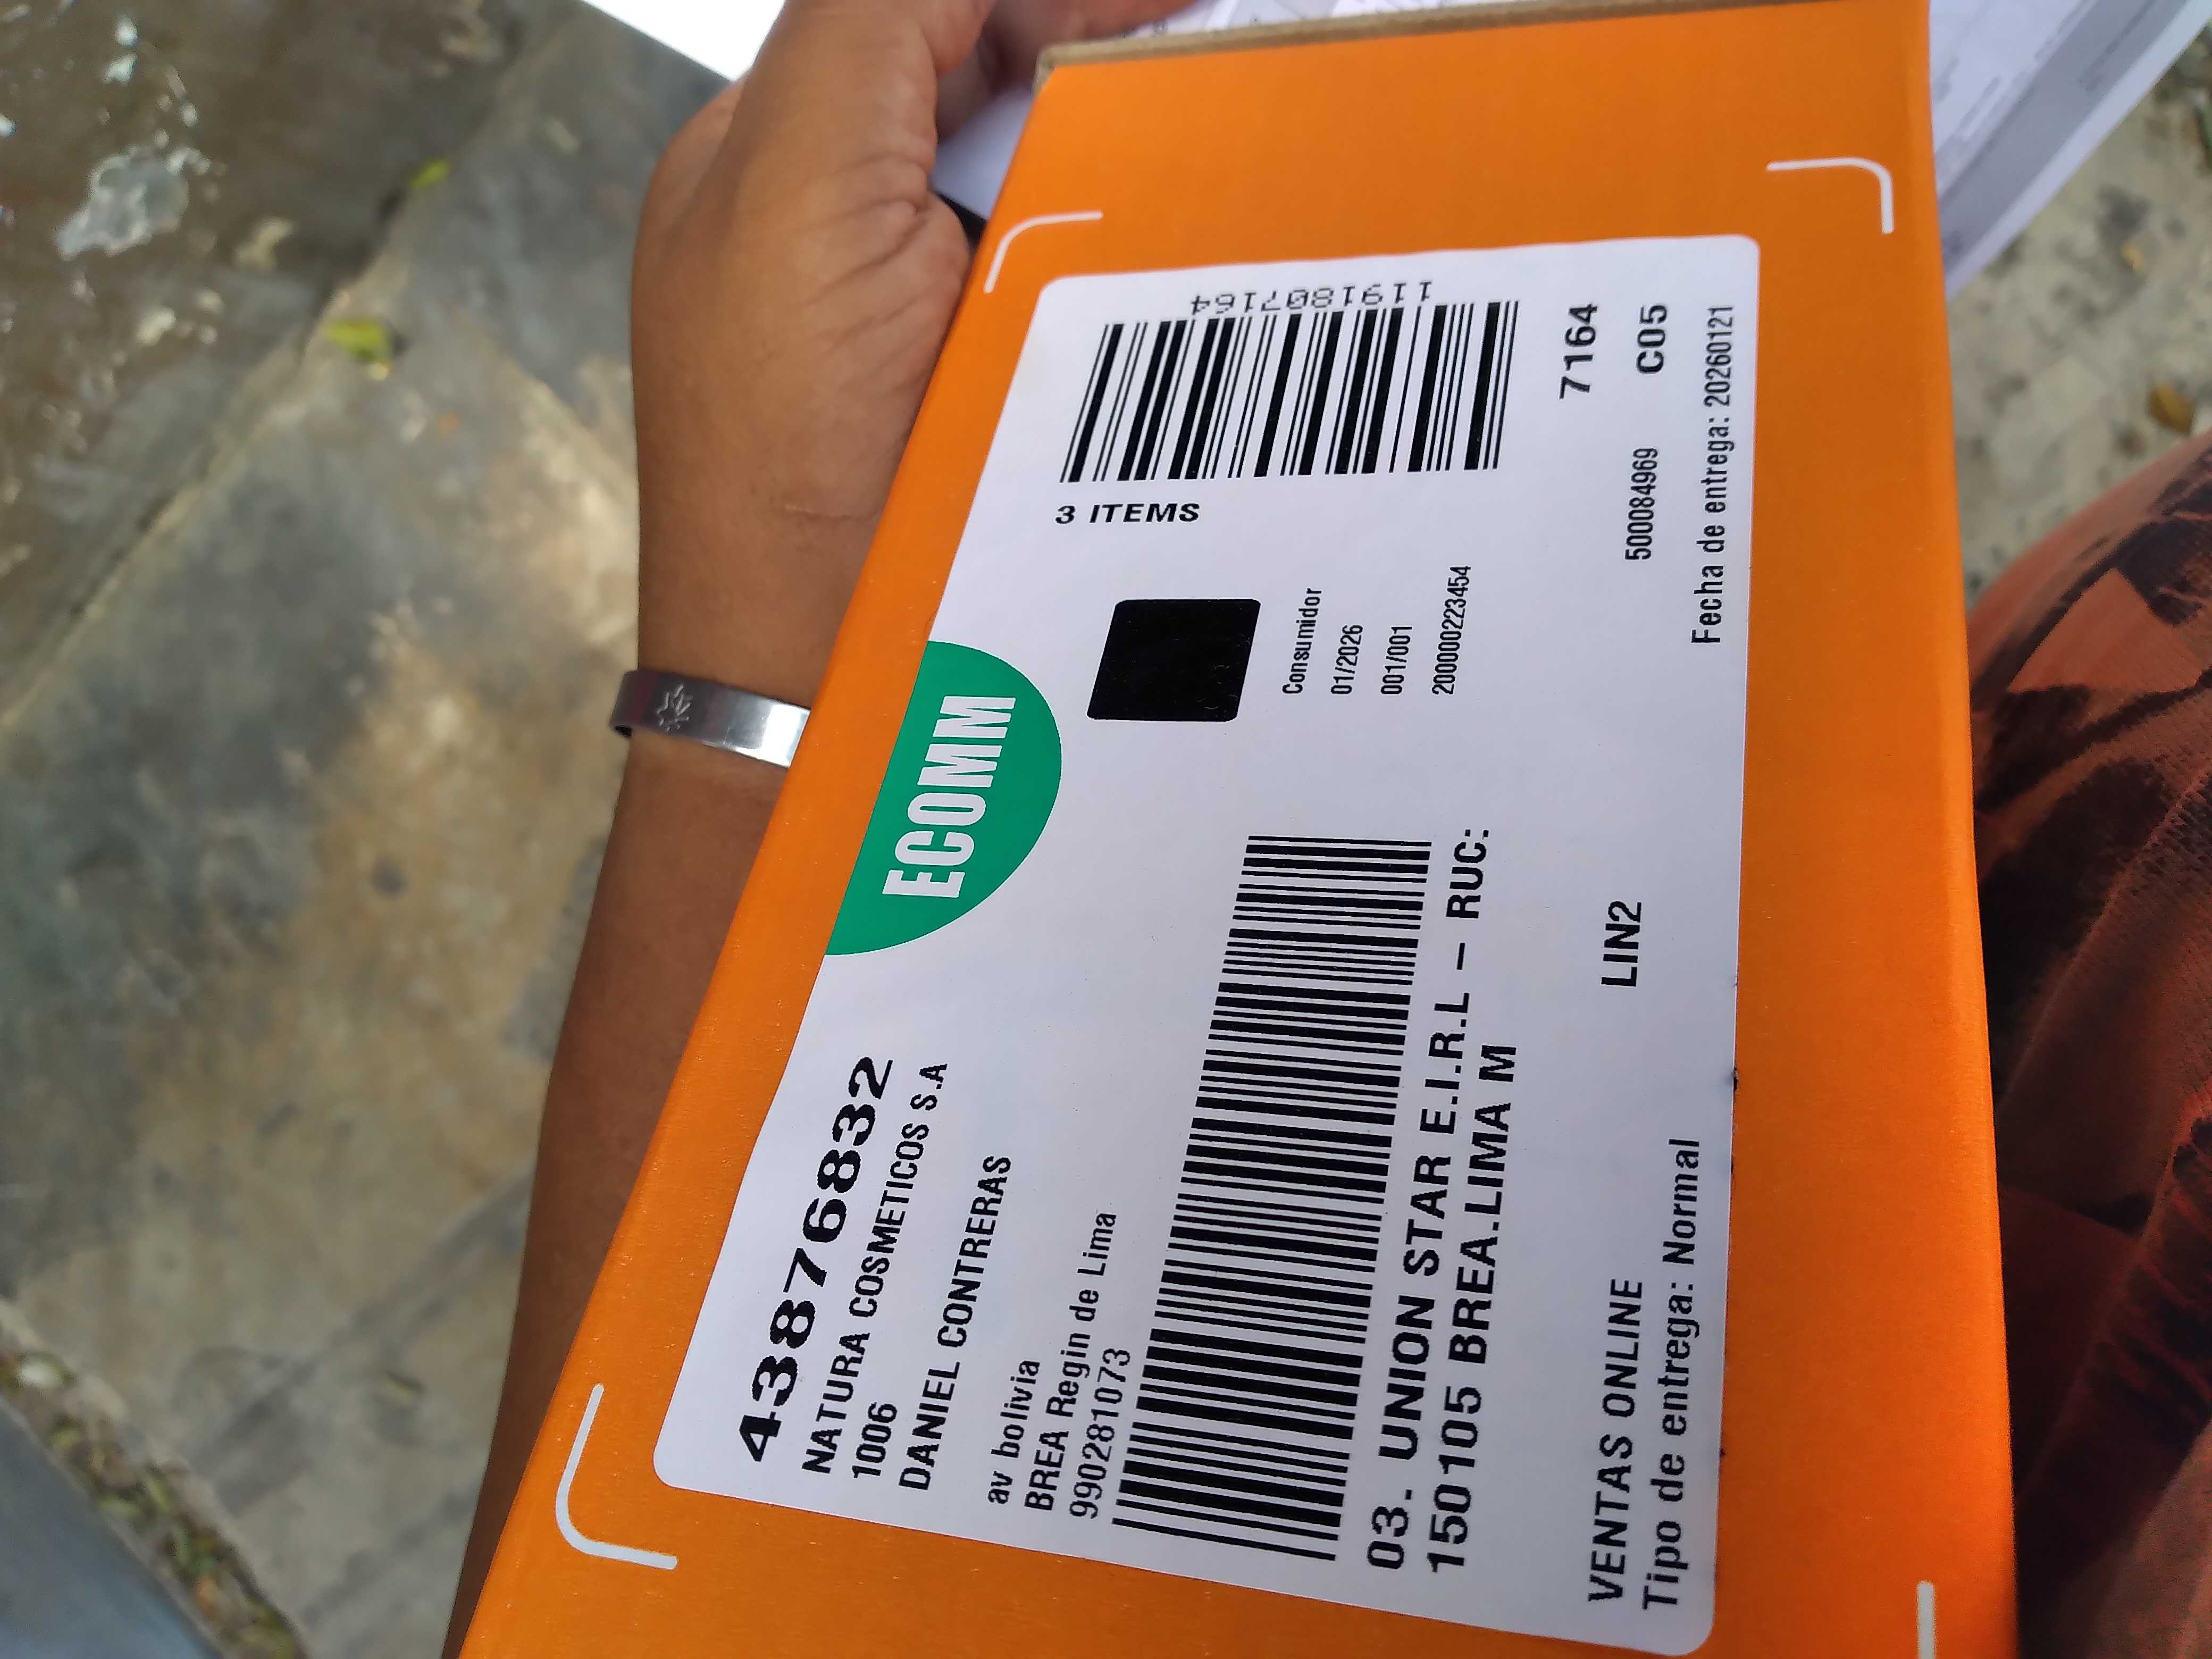 43876832
NATURA COSMETICOS S.A
1006
DANIEL CONTRERAS
av bolivia
BREA Regin de Lima
990281073
ECOMM
3 ITEMS
1191807164
Consumidor
01/2026
001/001
2000000223454
03. UNION STAR E.I.R.L – RUC:
150105 BREA.LIMA M
7164
LIN2
500084969
C05
VENTAS ONLINE
Tipo de entrega: Normal
Fecha de entrega: 20260121